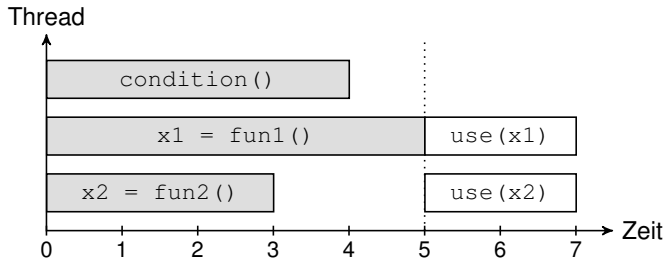 Thread
condition()
x1 = fun1() use(x1)
x2 = fun2() use(x2)
Zeit
0 1 2 3 4 5 6 7